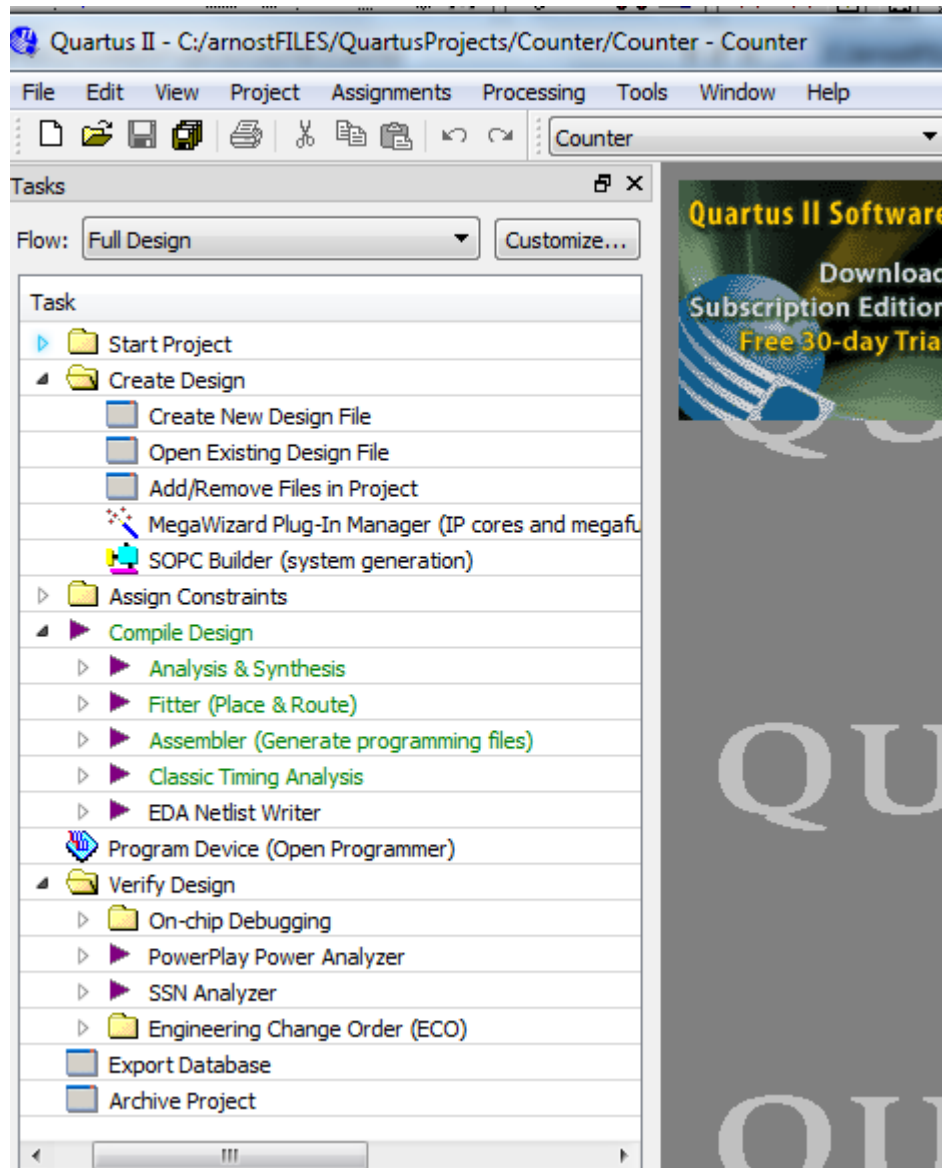 Quartus II - C:/arnostFILES/QuartusProjects/Counter/Counter - Counter
File Edit View Project Assignments Processing Tools Window Help
Counter
Tasks
Flow: Full Design Customize...
Task
Start Project
Create Design
Create New Design File
Open Existing Design File
Add/Remove Files in Project
MegaWizard Plug-In Manager (IP cores and megafu
SOPC Builder (system generation)
Assign Constraints
Compile Design
Analysis & Synthesis
Fitter (Place & Route)
Assembler (Generate programming files)
Classic Timing Analysis
EDA Netlist Writer
Program Device (Open Programmer)
Verify Design
On-chip Debugging
PowerPlay Power Analyzer
SSN Analyzer
Engineering Change Order (ECO)
Export Database
Archive Project
Quartus II Software
Download
Subscription Edition
Free 30-day Tria
QU
QU